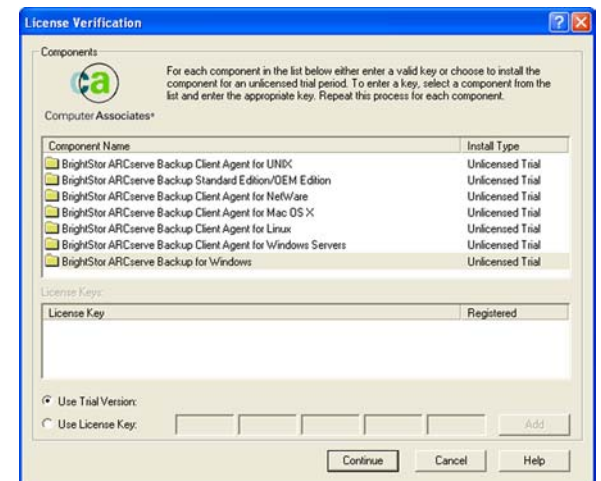 License Verification
Components
ca
For each component in the list below either enter a valid key or choose to install the
component for an unlicensed trial period. To enter a key, select a component from the
list and enter the appropriate key. Repeat this process for each component.
Computer Associates®
Component Name Install Type
BrightStor ARCserve Backup Client Agent for UNIX Unlicensed Trial
BrightStor ARCserve Backup Standard Edition/OEM Edition Unlicensed Trial
BrightStor ARCserve Backup Client Agent for NetWare Unlicensed Trial
BrightStor ARCserve Backup Client Agent for Mac OS X Unlicensed Trial
BrightStor ARCserve Backup Client Agent for Linux Unlicensed Trial
BrightStor ARCserve Backup Client Agent for Windows Servers Unlicensed Trial
BrightStor ARCserve Backup for Windows Unlicensed Trial
License Keys:
License Key Registered
Use Trial Version:
Use License Key: Add
Continue Cancel Help